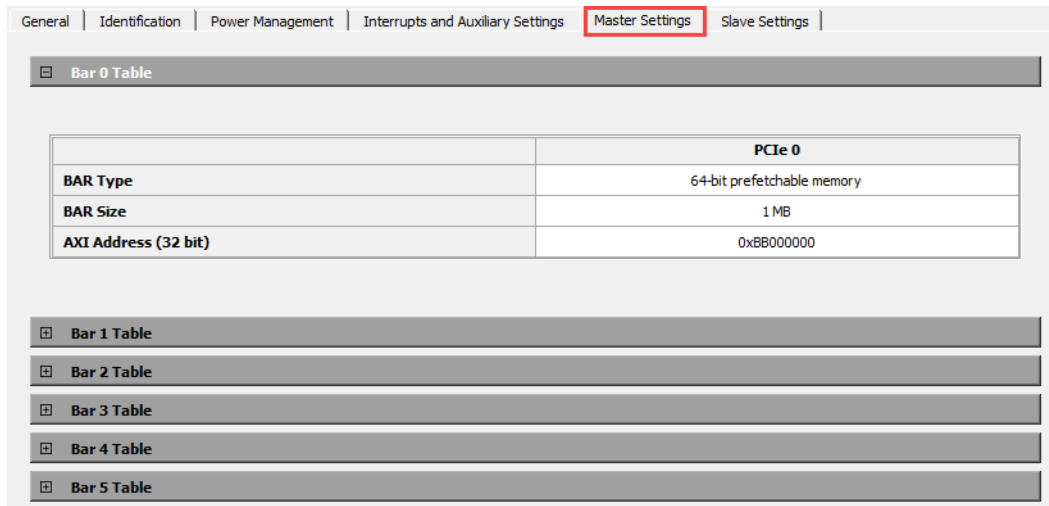 General | Identification | Power Management | Interrupts and Auxiliary Settings | Master Settings | Slave Settings |
Bar 0 Table
PCIe 0
BAR Type 64-bit prefetchable memory
BAR Size 1 MB
AXI Address (32 bit) 0xBB000000
Bar 1 Table
Bar 2 Table
Bar 3 Table
Bar 4 Table
Bar 5 Table